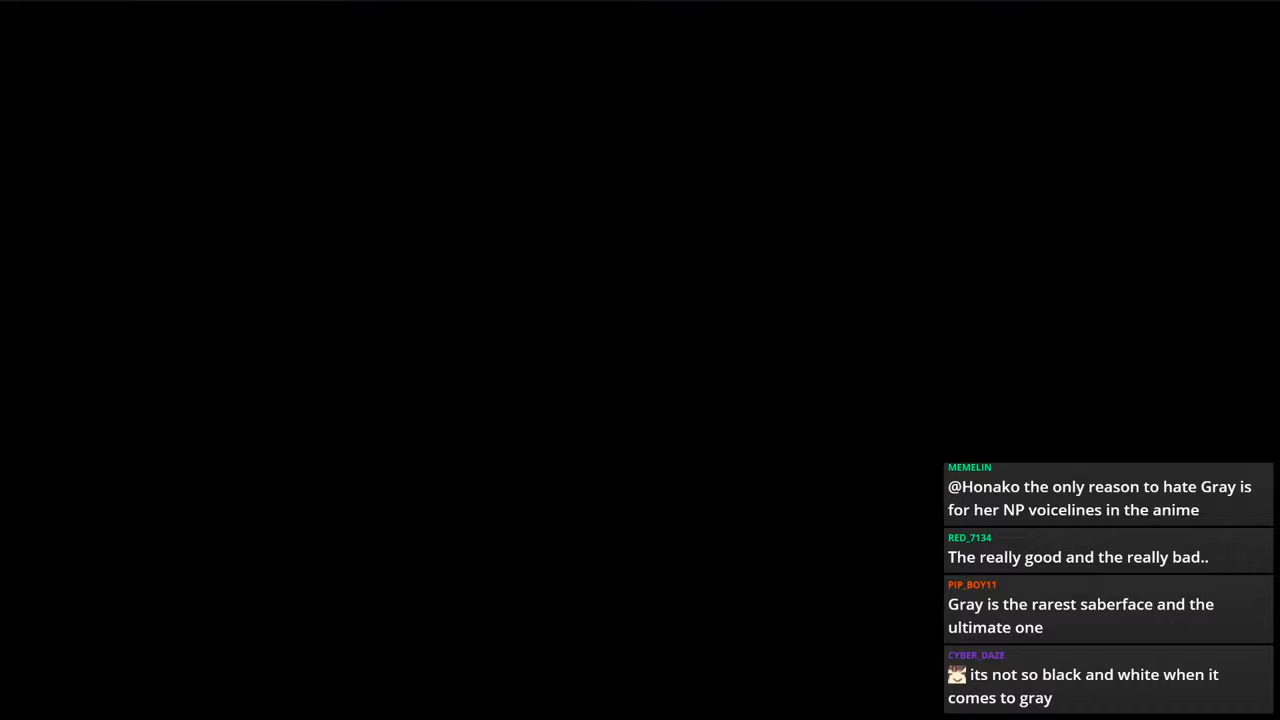 MEMELIN
@Honako the only reason to hate Gray is
for her NP voicelines in the anime
RED_7134
The really good and the really bad..
PIP_BOY11
Gray is the rarest saberface and the
ultimate one
CYBER_DAZE
its not so black and white when it
comes to gray